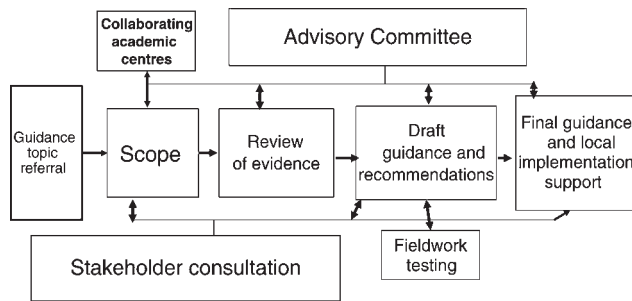 Collaborating
academic
centres
Advisory Committee
Guidance
topic
referral
Scope
Review
of evidence
Draft
guidance and
recommendations
Final guidance
and local
implementation
support
Stakeholder consultation
Fieldwork
testing